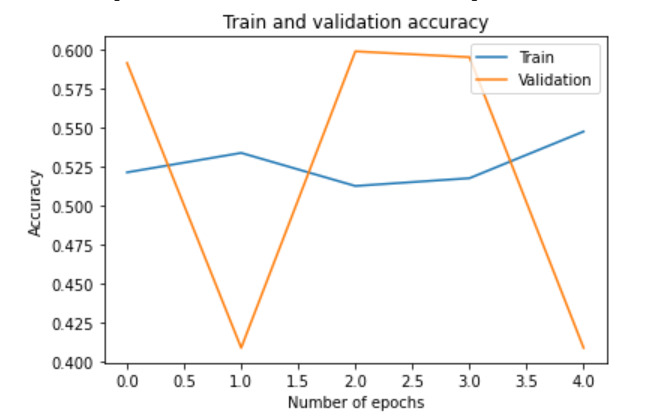 Train and validation accuracy
Train
Validation
0.600
0.575
0.550
0.525
0.500
0.475
0.450
0.425
0.400
Accuracy
0.0 0.5 1.0 1.5 2.0 2.5 3.0 3.5 4.0
Number of epochs